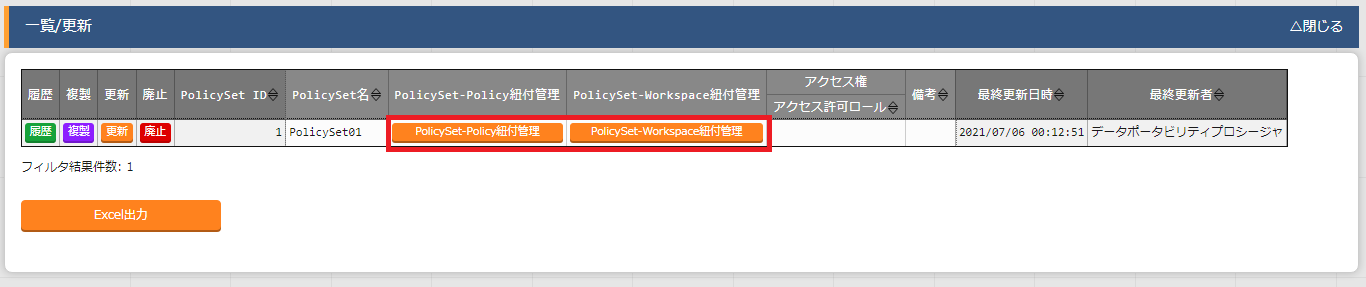 一覧/更新
△閉じる
履歴 複製 更新 廃止 PolicySet ID PolicySet名 PolicySet-Policy紐付管理 PolicySet-Workspace紐付管理 アクセス権 備考 最終更新日時 最終更新者
アクセス許可ロール
履歴 複製 更新 廃止 1 PolicySet01 PolicySet-Policy紐付管理 PolicySet-Workspace紐付管理 2021/07/06 00:12:51 データポータビリティプロシージャ
フィルタ結果件数: 1
Excel出力